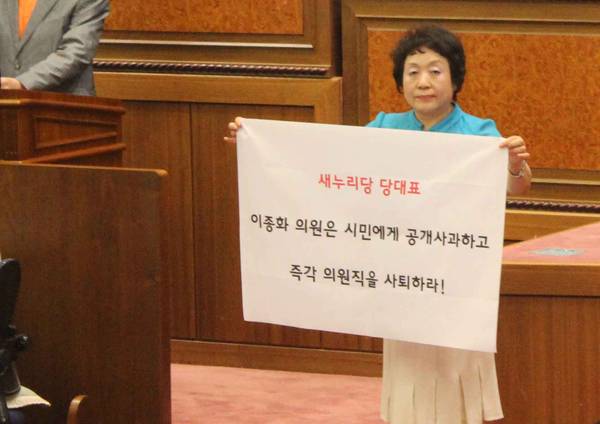 새누리당 당대표
이종화 의원은 시민에게 공개사과하고
즉각 의원직을 사퇴하라!